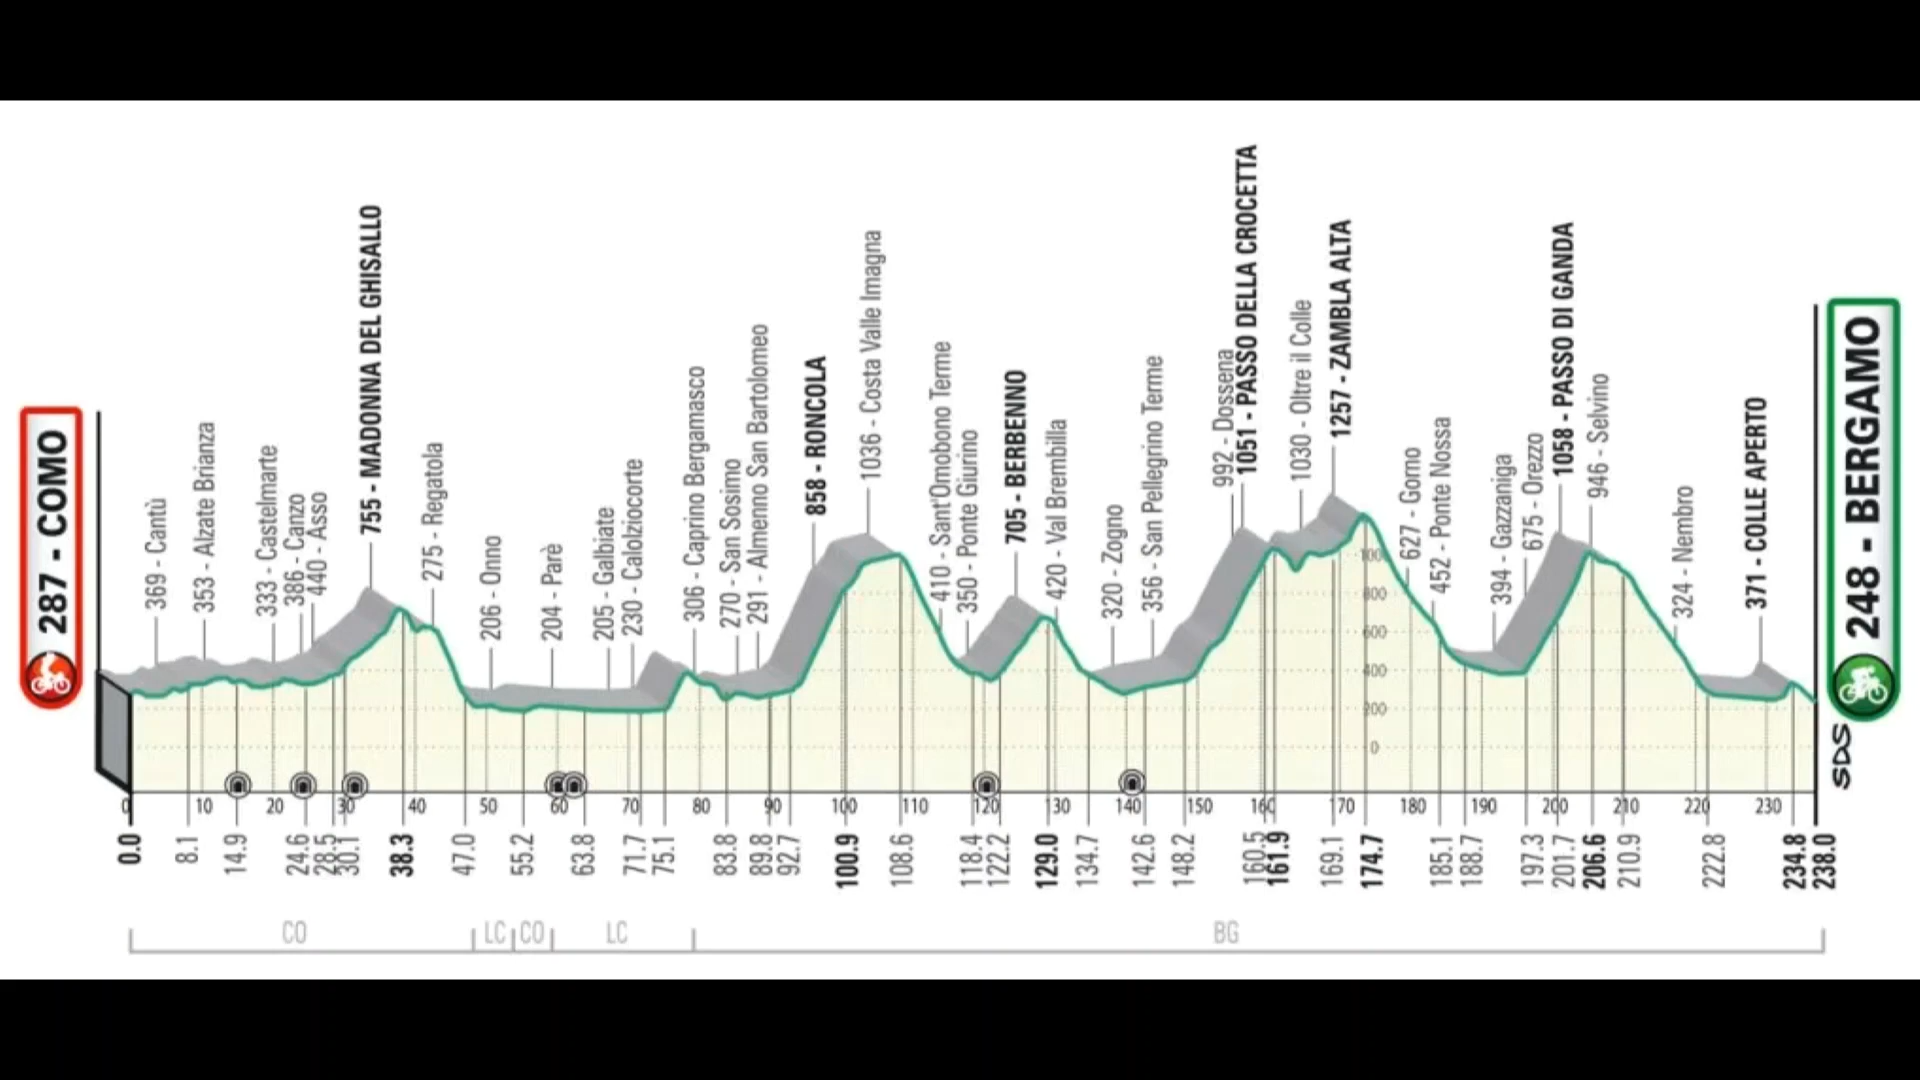 287 - COMO
369 - Cantù
353 - Alzate Brianza
333 - Castelmarte
386 - Canzo
440 - Asso
755 - MADONNA DEL GHISALLO
275 - Regatola
206 - Onno
204 - Parè
205 - Galbiate
230 - Calolziocorte
306 - Caprino Bergamasco
270 - San Sosimo
291 - Almenno San Bartolomeo
858 - RONCOLA
1036 - Costa Valle Imagna
410 - Sant'Omobono Terme
350 - Ponte Giurino
705 - BERBENNO
420 - Val Brembilla
320 - Zogno
356 - San Pellegrino Terme
992 - Dossena
1051 - PASSO DELLA CROCETTA
1030 - Oltre il Colle
1257 - ZAMBLA ALTA
627 - Gorno
452 - Ponte Nossa
394 - Gazzaniga
675 - Orezzo
1058 - PASSO DI GANDA
946 - Selvino
324 - Nembro
371 - COLLE APERTO
248 - BERGAMO
800
600
400
200
0
SDS
0 10 20 30 40 50 60 70 80 90 100 110 120 130 140 150 160 170 180 190 200 210 220 230
0.0
8.1
14.9
24.6
28.5
30.1
38.3
47.0
55.2
63.8
71.7
75.1
83.8
89.8
92.7
100.9
108.6
118.4
122.2
129.0
134.7
142.6
148.2
160.5
161.9
169.1
174.7
185.1
188.7
197.3
201.7
206.6
210.9
222.8
234.8
238.0
CO LC CO LC BG